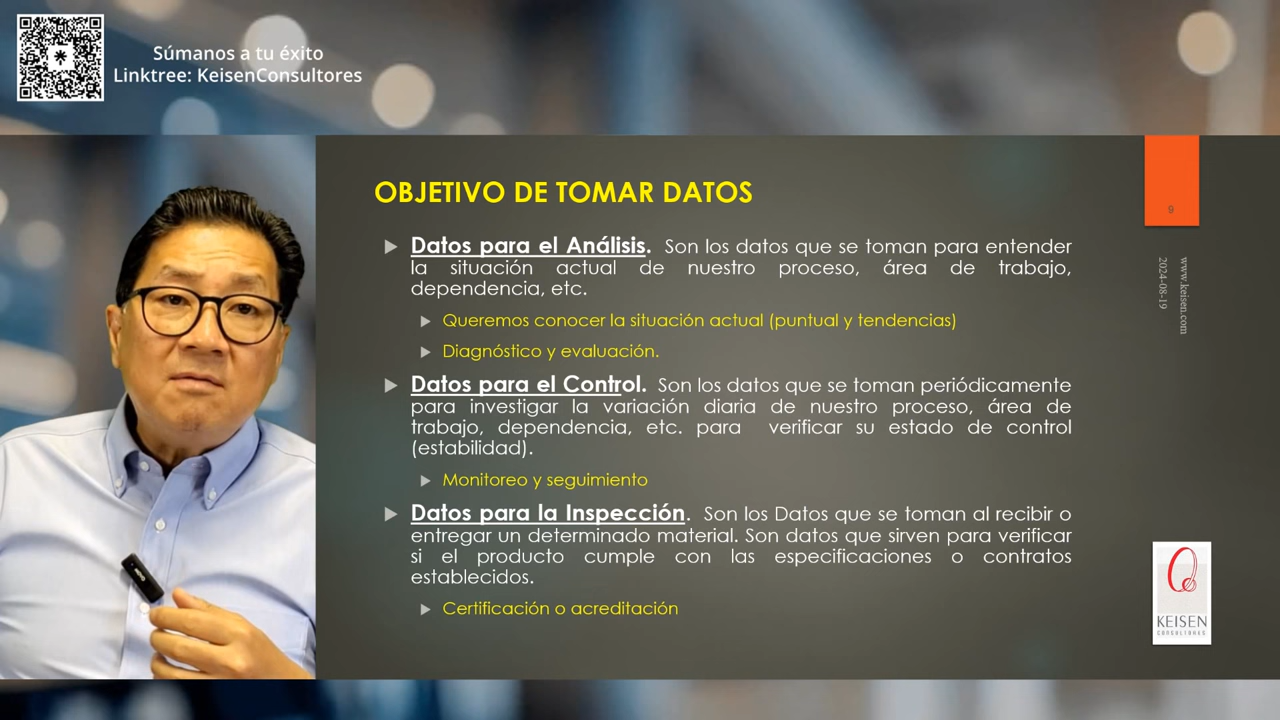 Súmanos a tu éxito
Linktree: KeisenConsultores
OBJETIVO DE TOMAR DATOS
9
Datos para el Análisis. Son los datos que se toman para entender
la situación actual de nuestro proceso, área de trabajo,
dependencia, etc.
Queremos conocer la situación actual (puntual y tendencias)
Diagnóstico y evaluación.
Datos para el Control. Son los datos que se toman periódicamente
para investigar la variación diaria de nuestro proceso, área de
trabajo, dependencia, etc. para verificar su estado de control
(estabilidad).
Monitoreo y seguimiento
Datos para la Inspección. Son los Datos que se toman al recibir o
entregar un determinado material. Son datos que sirven para verificar
si el producto cumple con las especificaciones o contratos
establecidos.
Certificación o acreditación
www.keisen.com
2024-08-19
KEISEN
CONSULTORES